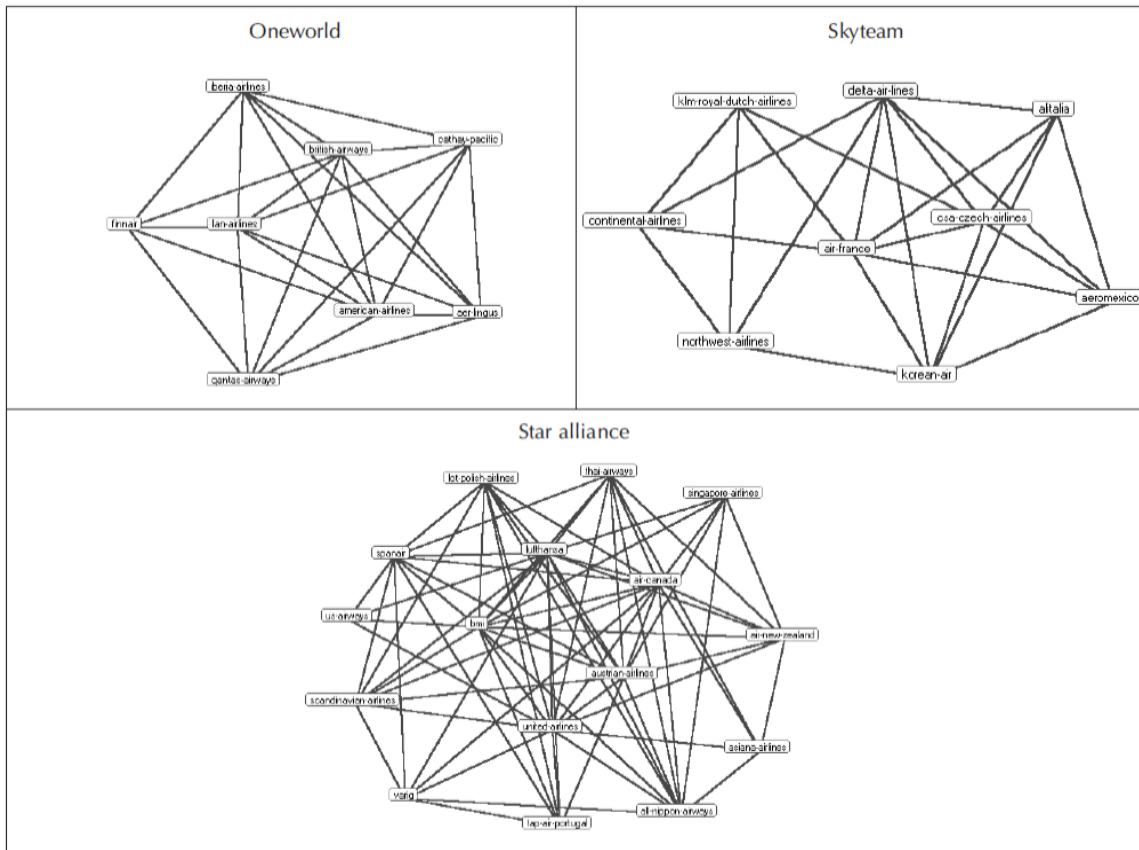 Oneworld
iberia-airlines
british-airways
cathay-pacific
finnair
lan-airlines
american-airlines
aer-lingus
qantas-airways
Skyteam
delta-air-lines
klm-royal-dutch-airlines
alitalia
continental-airlines
csa-czech-airlines
air-france
aeromexico
northwest-airlines
korean-air
Star alliance
lot-polish-airlines
thai-airways
singapore-airlines
spanair
lufthansa
air-canada
us-airways
bmi
air-new-zealand
austrian-airlines
scandinavian-airlines
united-airlines
asiana-airlines
varig
all-nippon-airways
tap-air-portugal